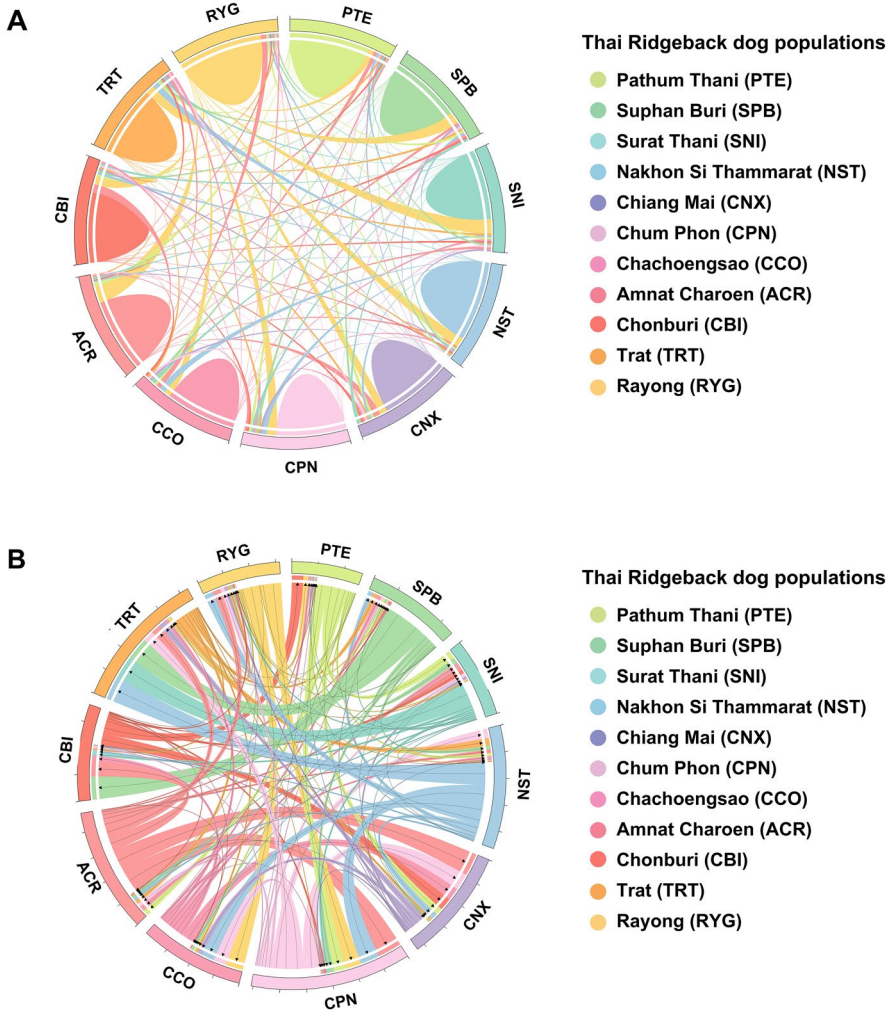 A
RYG
PTE
TRT
SPB
CBI
SNI
ACR
NST
CCO
CNX
CPN
Thai Ridgeback dog populations
Pathum Thani (PTE)
Suphan Buri (SPB)
Surat Thani (SNI)
Nakhon Si Thammarat (NST)
Chiang Mai (CNX)
Chum Phon (CPN)
Chachoengsao (CCO)
Amnat Charoen (ACR)
Chonburi (CBI)
Trat (TRT)
Rayong (RYG)
B
RYG
PTE
TRT
SPB
SNI
CBI
NST
ACR
CNX
CCO
CPN
Thai Ridgeback dog populations
Pathum Thani (PTE)
Suphan Buri (SPB)
Surat Thani (SNI)
Nakhon Si Thammarat (NST)
Chiang Mai (CNX)
Chum Phon (CPN)
Chachoengsao (CCO)
Amnat Charoen (ACR)
Chonburi (CBI)
Trat (TRT)
Rayong (RYG)